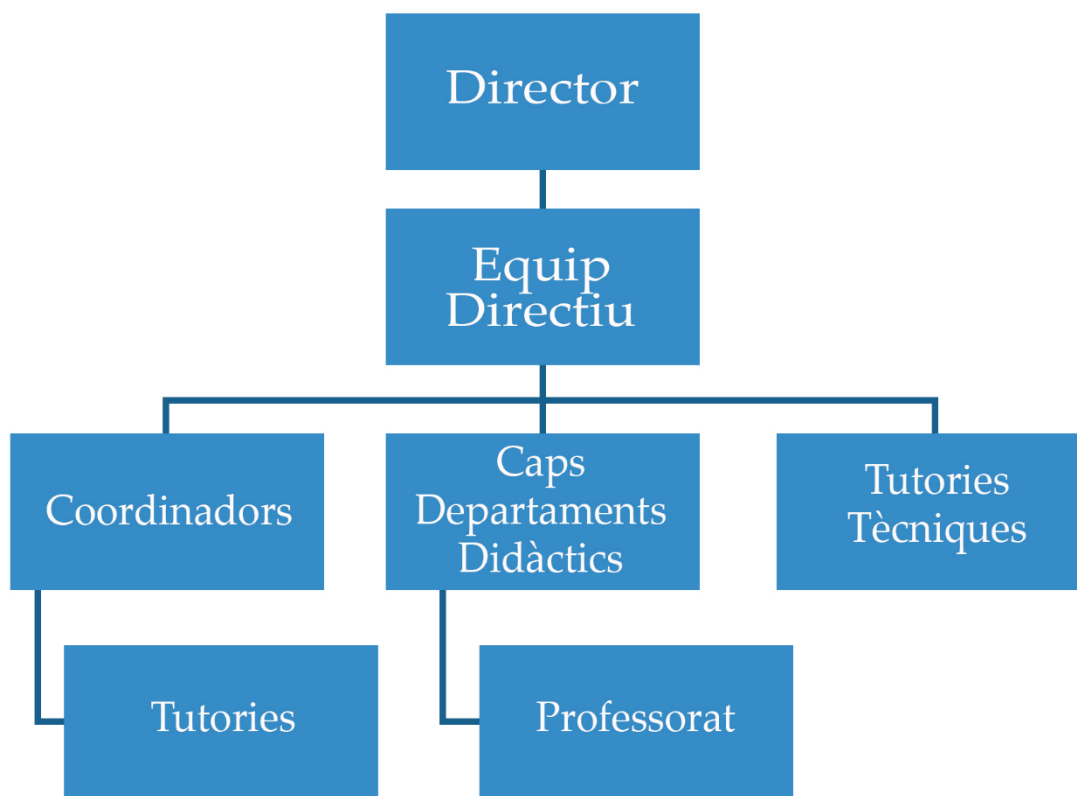 Director
Equip
Directiu
Coordinadors
Caps
Departaments
Didàctics
Tutories
Tècniques
Tutories
Professorat